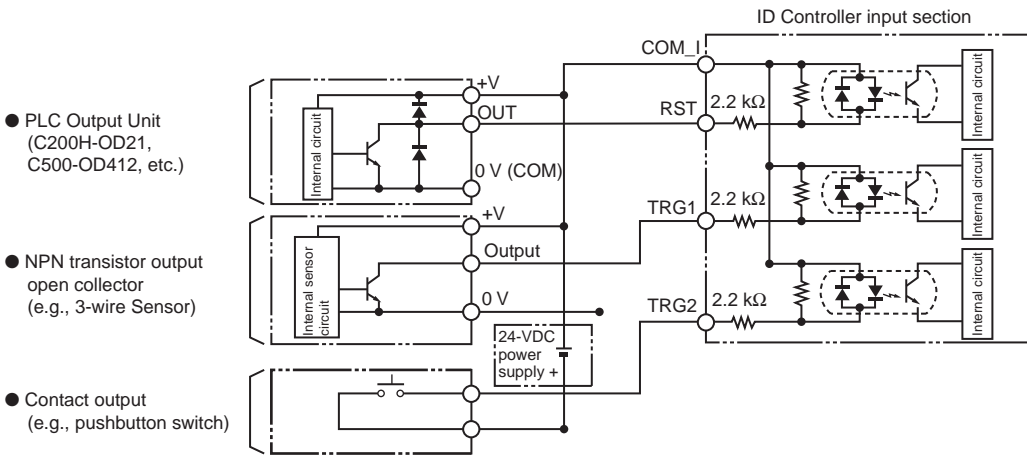 ID Controller input section
COM_I
+V
OUT
RST
2.2 kΩ
Internal circuit
Internal circuit
● PLC Output Unit
(C200H-OD21,
C500-OD412, etc.)
0 V (COM)
+V
TRG1
2.2 kΩ
Internal circuit
● NPN transistor output
open collector
(e.g., 3-wire Sensor)
Internal sensor
circuit
Output
0 V
TRG2
2.2 kΩ
Internal circuit
24-VDC
power
supply +
● Contact output
(e.g., pushbutton switch)